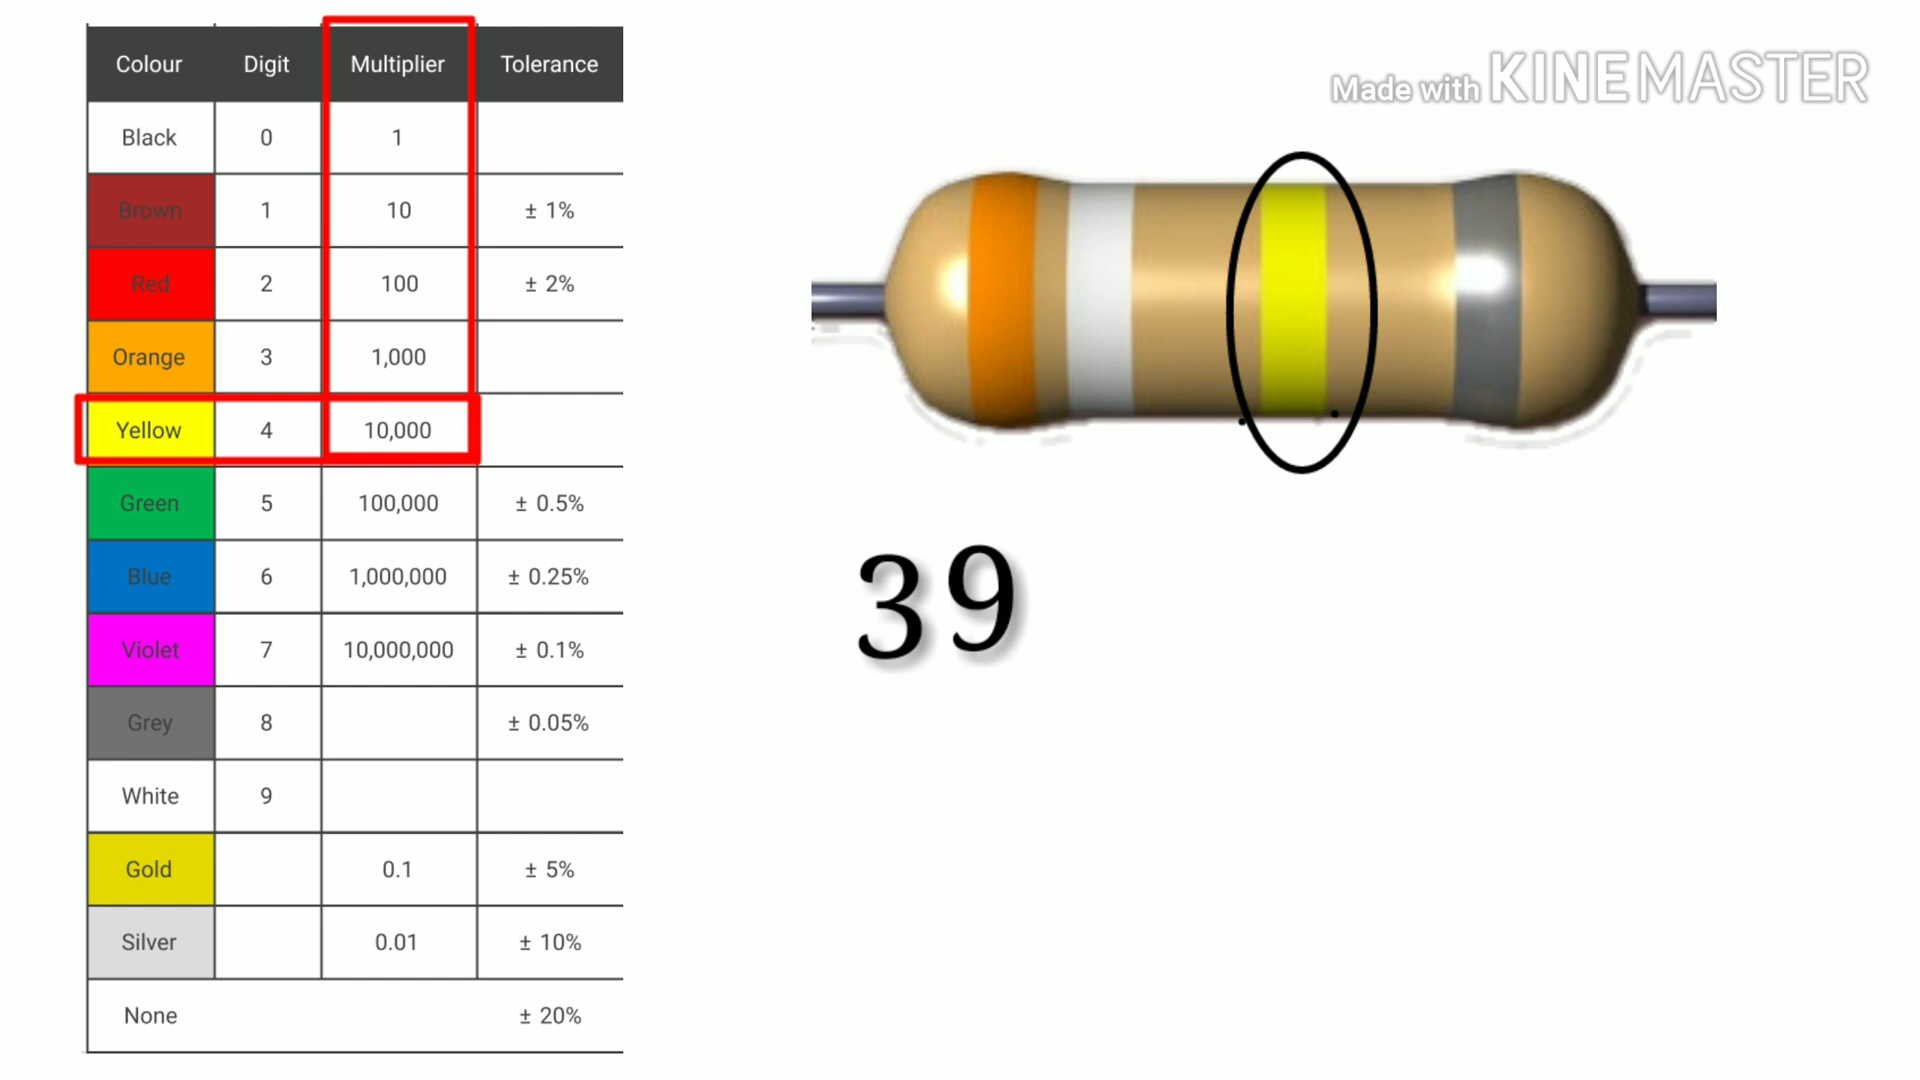 Colour Digit Multiplier Tolerance
Black 0 1
Brown 1 10 ± 1%
Red 2 100 ± 2%
Orange 3 1,000
Yellow 4 10,000
Green 5 100,000 ± 0.5%
Blue 6 1,000,000 ± 0.25%
Violet 7 10,000,000 ± 0.1%
Grey 8 ± 0.05%
White 9
Gold 0.1 ± 5%
Silver 0.01 ± 10%
None ± 20%
Made with KINEMASTER
39